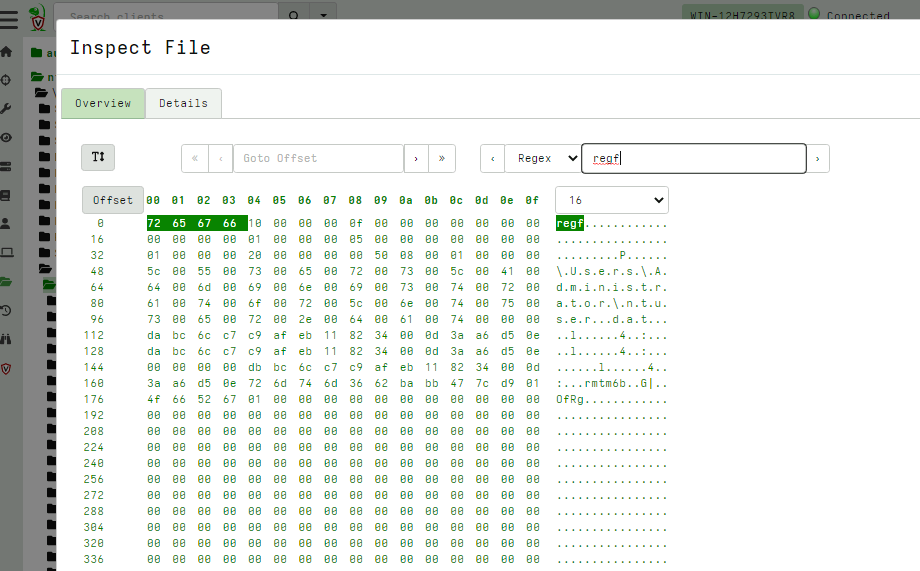 Search clients
WIN-12H7293TVR8 Connected
Inspect File
Overview Details
T↕ « ‹ Goto Offset › » ‹ Regex regf ›
Offset 00 01 02 03 04 05 06 07 08 09 0a 0b 0c 0d 0e 0f 16
0 72 65 67 66 10 00 00 00 0f 00 00 00 00 00 00 00 regf............
16 00 00 00 00 01 00 00 00 05 00 00 00 00 00 00 00 ................
32 01 00 00 00 20 00 00 00 00 50 08 00 01 00 00 00 .........P......
48 5c 00 55 00 73 00 65 00 72 00 73 00 5c 00 41 00 \.U.s.e.r.s.\.A.
64 64 00 6d 00 69 00 6e 00 69 00 73 00 74 00 72 00 d.m.i.n.i.s.t.r.
80 61 00 74 00 6f 00 72 00 5c 00 6e 00 74 00 75 00 a.t.o.r.\.n.t.u.
96 73 00 65 00 72 00 2e 00 64 00 61 00 74 00 00 00 s.e.r...d.a.t...
112 da bc 6c c7 c9 af eb 11 82 34 00 0d 3a a6 d5 0e ..l......4..:...
128 da bc 6c c7 c9 af eb 11 82 34 00 0d 3a a6 d5 0e ..l......4..:...
144 00 00 00 00 db bc 6c c7 c9 af eb 11 82 34 00 0d ......l......4..
160 3a a6 d5 0e 72 6d 74 6d 36 62 ba bb 47 7c d9 01 :...rmtm6b..G|..
176 4f 66 52 67 01 00 00 00 00 00 00 00 00 00 00 00 OfRg............
192 00 00 00 00 00 00 00 00 00 00 00 00 00 00 00 00 ................
208 00 00 00 00 00 00 00 00 00 00 00 00 00 00 00 00 ................
224 00 00 00 00 00 00 00 00 00 00 00 00 00 00 00 00 ................
240 00 00 00 00 00 00 00 00 00 00 00 00 00 00 00 00 ................
256 00 00 00 00 00 00 00 00 00 00 00 00 00 00 00 00 ................
272 00 00 00 00 00 00 00 00 00 00 00 00 00 00 00 00 ................
288 00 00 00 00 00 00 00 00 00 00 00 00 00 00 00 00 ................
304 00 00 00 00 00 00 00 00 00 00 00 00 00 00 00 00 ................
320 00 00 00 00 00 00 00 00 00 00 00 00 00 00 00 00 ................
336 00 00 00 00 00 00 00 00 00 00 00 00 00 00 00 00 ................